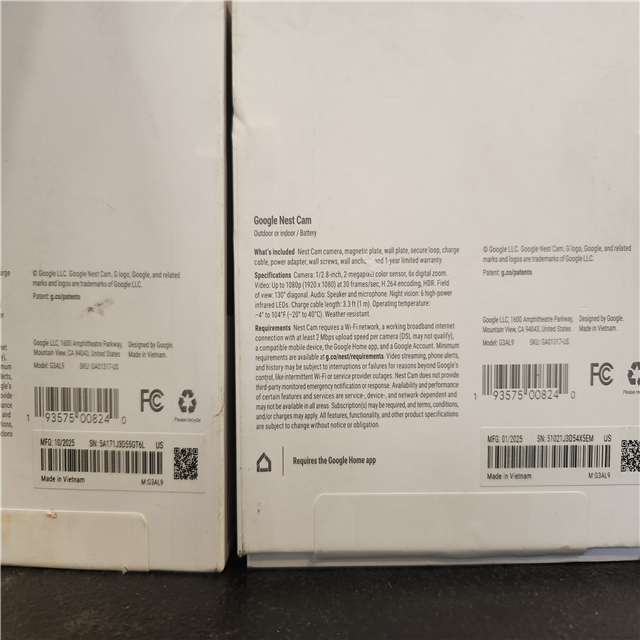 arge
© Google LLC. Google Nest Cam, G logo, Google, and related
marks and logos are trademarks of Google LLC.
Patent: g.co/patents
Google LLC, 1600 Amphitheatre Parkway,
Mountain View, CA 94043, United States
Model: G3AL9 SKU: GA01317-US
Designed by Google.
Made in Vietnam.
1 93575 00824 0
FC
Please recycle
MFG: 10/2025 SN: 5A171J3D55GT6L US
Made in Vietnam M:G3AL9
Google Nest Cam
Outdoor or indoor / Battery
What's included Nest Cam camera, magnetic plate, wall plate, secure loop, charge
cable, power adapter, wall screws, wall anch and 1-year limited warranty.
Specifications Camera: 1/2.8-inch, 2-megapixel color sensor, 6x digital zoom.
Video: Up to 1080p (1920 x 1080) at 30 frames/sec, H.264 encoding, HDR. Field
of view: 130° diagonal. Audio: Speaker and microphone. Night vision: 6 high-power
infrared LEDs. Charge cable length: 3.3 ft (1 m). Operating temperature:
–4° to 104°F (–20° to 40°C). Weather-resistant.
Requirements Nest Cam requires a Wi-Fi network, a working broadband internet
connection with at least 2 Mbps upload speed per camera (DSL may not qualify),
a compatible mobile device, the Google Home app, and a Google Account. Minimum
requirements are available at g.co/nest/requirements. Video streaming, phone alerts,
and history may be subject to interruptions or failures for reasons beyond Google's
control, like intermittent Wi-Fi or service provider outages. Nest Cam does not provide
third-party monitored emergency notification or response. Availability and performance
of certain features and services are service-, device-, and network-dependent and
may not be available in all areas. Subscription(s) may be required, and terms, conditions,
and/or charges may apply. All features, functionality, and other product specifications
are subject to change without notice or obligation.
Requires the Google Home app
© Google LLC. Google Nest Cam, G logo, Google, and related
marks and logos are trademarks of Google LLC.
Patent: g.co/patents
Google LLC, 1600 Amphitheatre Parkway,
Mountain View, CA 94043, United States
Model: G3AL9 SKU: GA01317-US
Designed by Google.
Made in Vietnam.
1 93575 00824 0
FC
Please rec
MFG: 01/2025 SN: 51021J3D54X5EM US
Made in Vietnam M:G3AL9